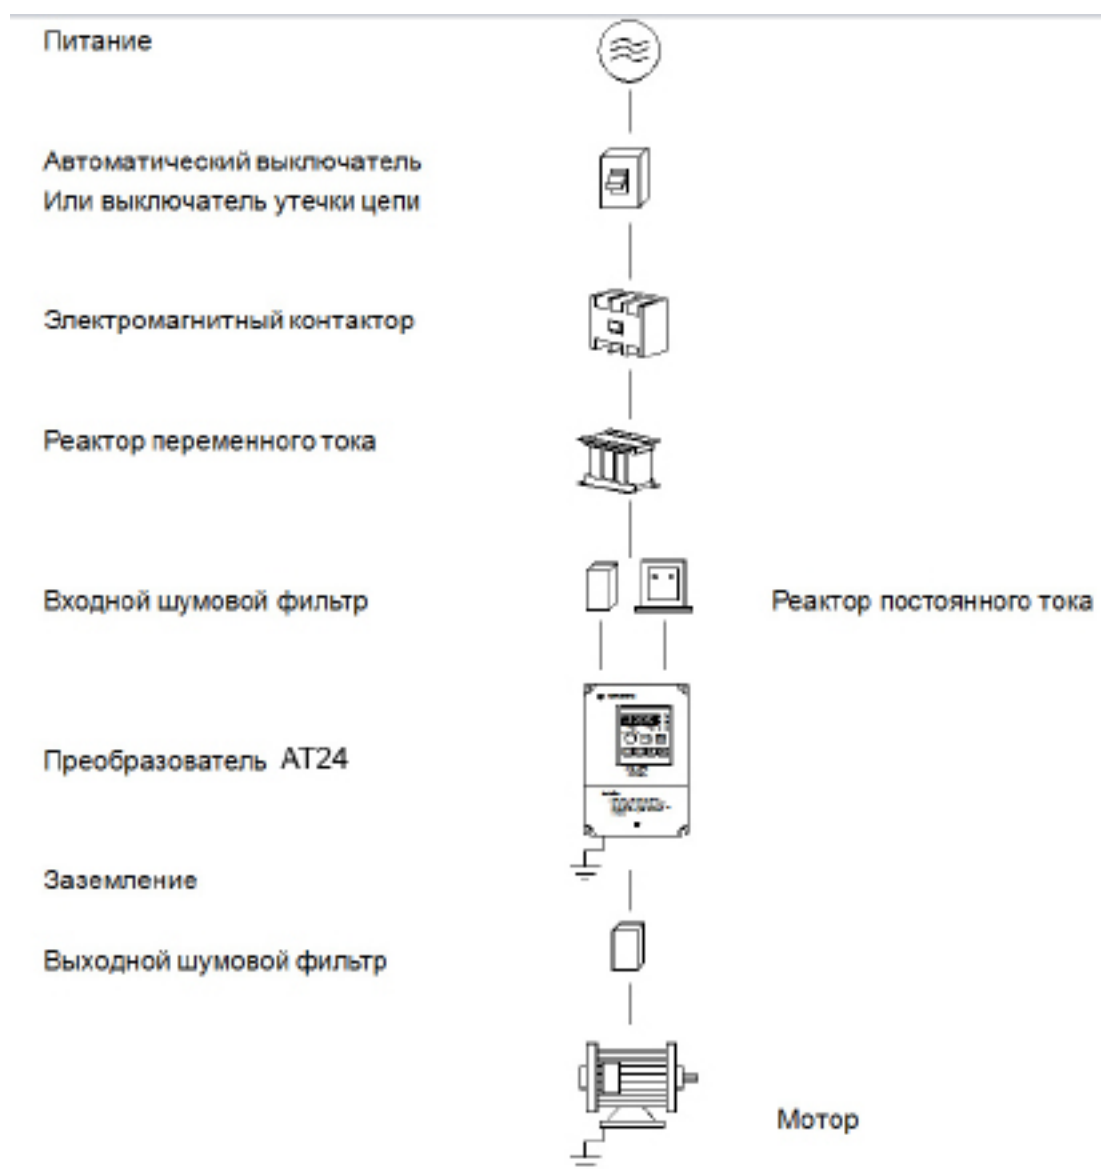 Питание
Автоматический выключатель
Или выключатель утечки цепи
Электромагнитный контактор
Реактор переменного тока
Входной шумовой фильтр
Реактор постоянного тока
Преобразователь AT24
Заземление
Выходной шумовой фильтр
Мотор